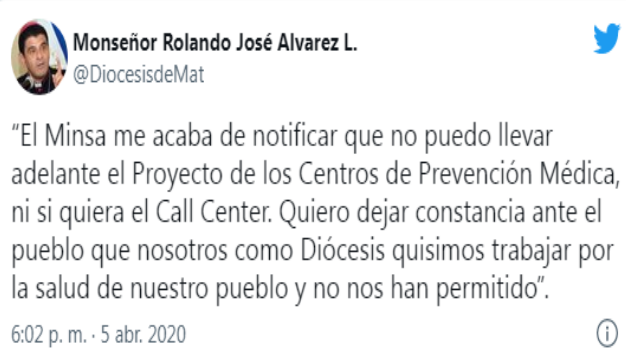 Monseñor Rolando José Alvarez L.
@DiocesisdeMat
“El Minsa me acaba de notificar que no puedo llevar
adelante el Proyecto de los Centros de Prevención Médica,
ni si quiera el Call Center. Quiero dejar constancia ante el
pueblo que nosotros como Diócesis quisimos trabajar por
la salud de nuestro pueblo y no nos han permitido”.
6:02 p. m. · 5 abr. 2020